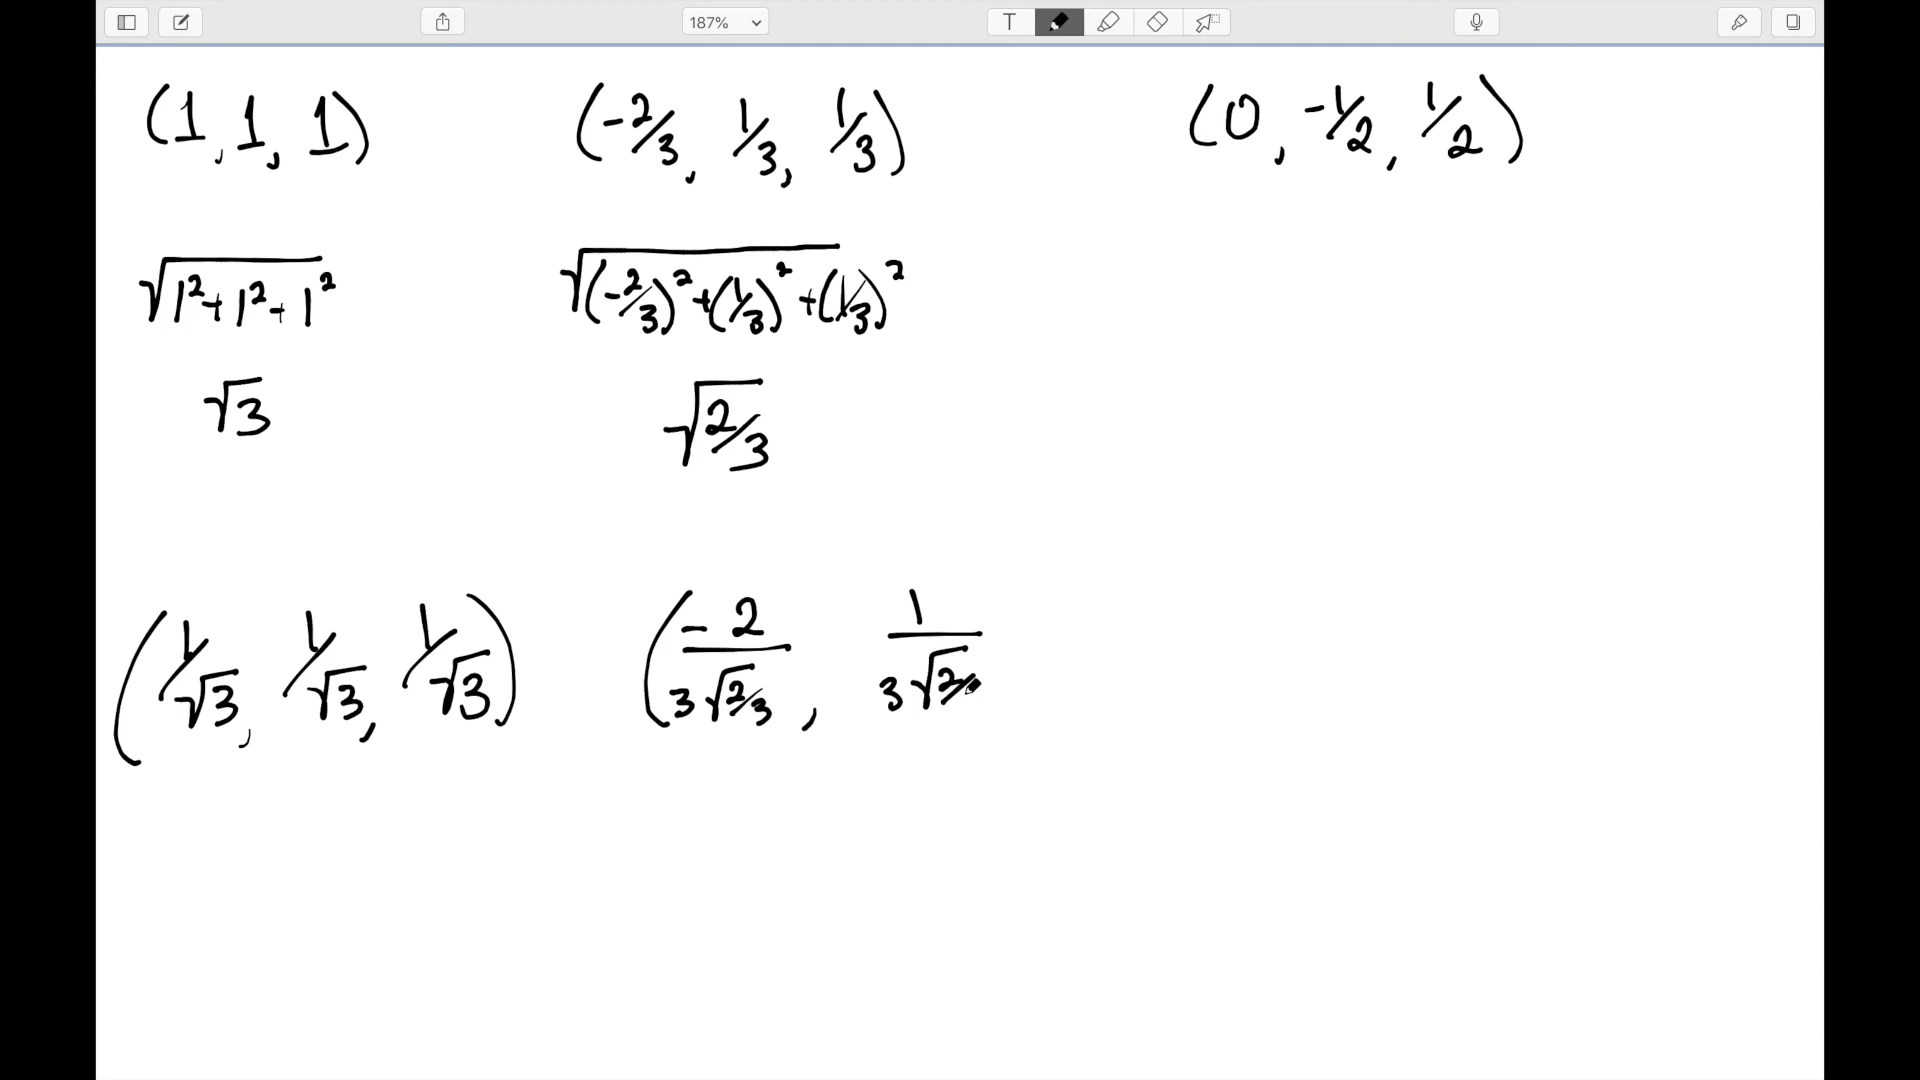 187%
T
(1, 1, 1) (-2/3, 1/3, 1/3) (0, -1/2, 1/2)
√1²+1²+1² √(-2/3)²+(1/3)²+(1/3)²
√3 √2/3
(1/√3, 1/√3, 1/√3) (-2/3√2/3, 1/3√2/